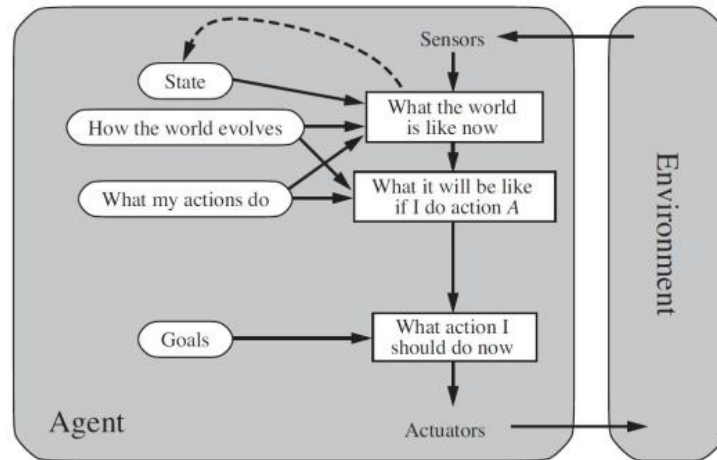 Sensors
State
What the world
is like now
How the world evolves
What my actions do
What it will be like
if I do action A
Goals
What action I
should do now
Agent
Actuators
Environment